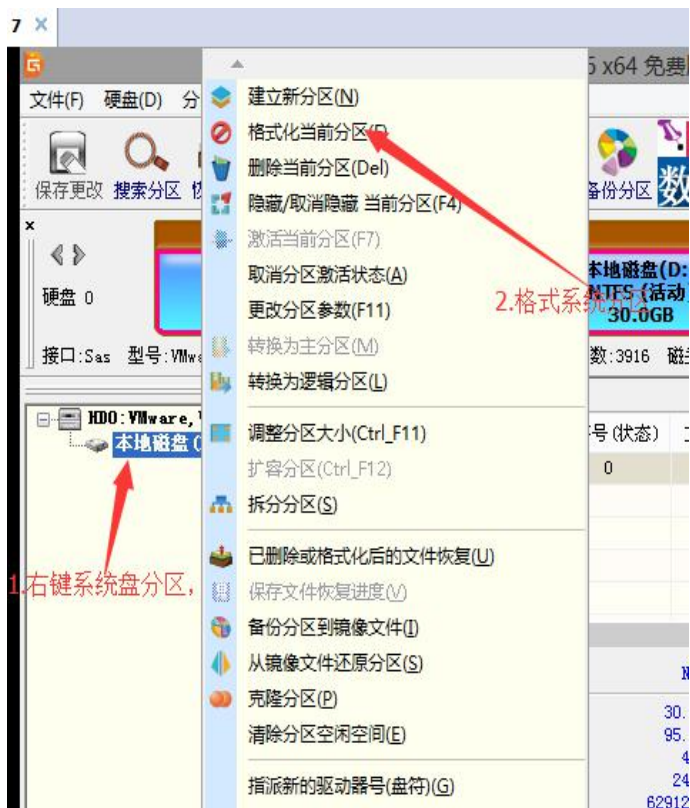 7 ×
5 x64 免费
文件(F) 硬盘(D) 分
保存更改 搜索分区
备份分区 数
硬盘 0
接口:Sas 型号:VMwa
HD0:VMware,
本地磁盘(
1.右键系统盘分区，
建立新分区(N)
格式化当前分区(F)
删除当前分区(Del)
隐藏/取消隐藏 当前分区(F4)
激活当前分区(F7)
取消分区激活状态(A)
更改分区参数(F11)
转换为主分区(M)
转换为逻辑分区(L)
调整分区大小(Ctrl_F11)
扩容分区(Ctrl_F12)
拆分分区(S)
已删除或格式化后的文件恢复(U)
保存文件恢复进度(V)
备份分区到镜像文件(I)
从镜像文件还原分区(S)
克隆分区(P)
清除分区空闲空间(E)
指派新的驱动器号(盘符)(G)
2.格式系统分区
本地磁盘(D:
NTFS (活动)
30.0GB
数:3916 磁
号(状态)
0
N
30.
95.
4
24
62912